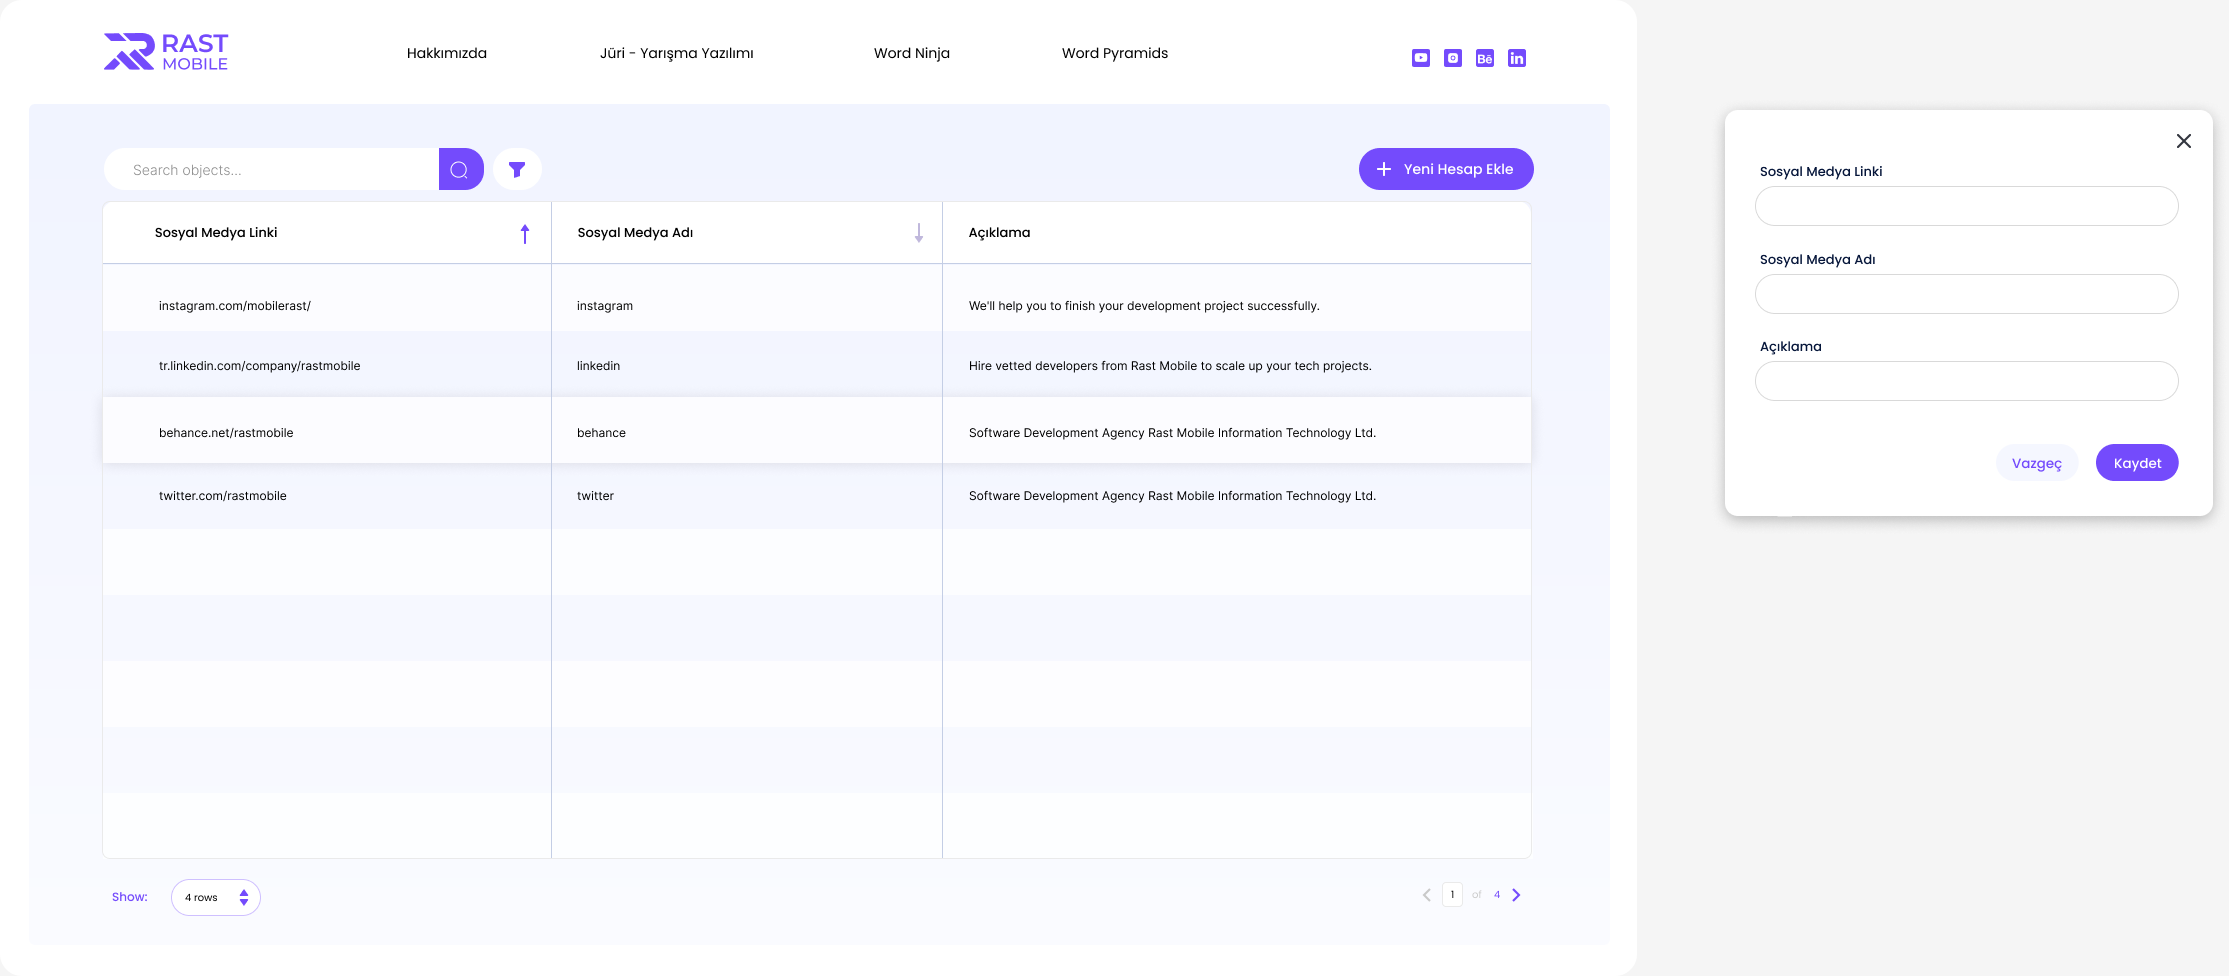 RAST
MOBILE
Hakkımızda
Jüri - Yarışma Yazılımı
Word Ninja
Word Pyramids
Bē
in
Search objects...
Yeni Hesap Ekle
Sosyal Medya Linki
Sosyal Medya Adı
Açıklama
instagram.com/mobilerast/
instagram
We'll help you to finish your development project successfully.
tr.linkedin.com/company/rastmobile
linkedin
Hire vetted developers from Rast Mobile to scale up your tech projects.
behance.net/rastmobile
behance
Software Development Agency Rast Mobile Information Technology Ltd.
twitter.com/rastmobile
twitter
Software Development Agency Rast Mobile Information Technology Ltd.
Show:
4 rows
1
of
4
Sosyal Medya Linki
Sosyal Medya Adı
Açıklama
Vazgeç
Kaydet